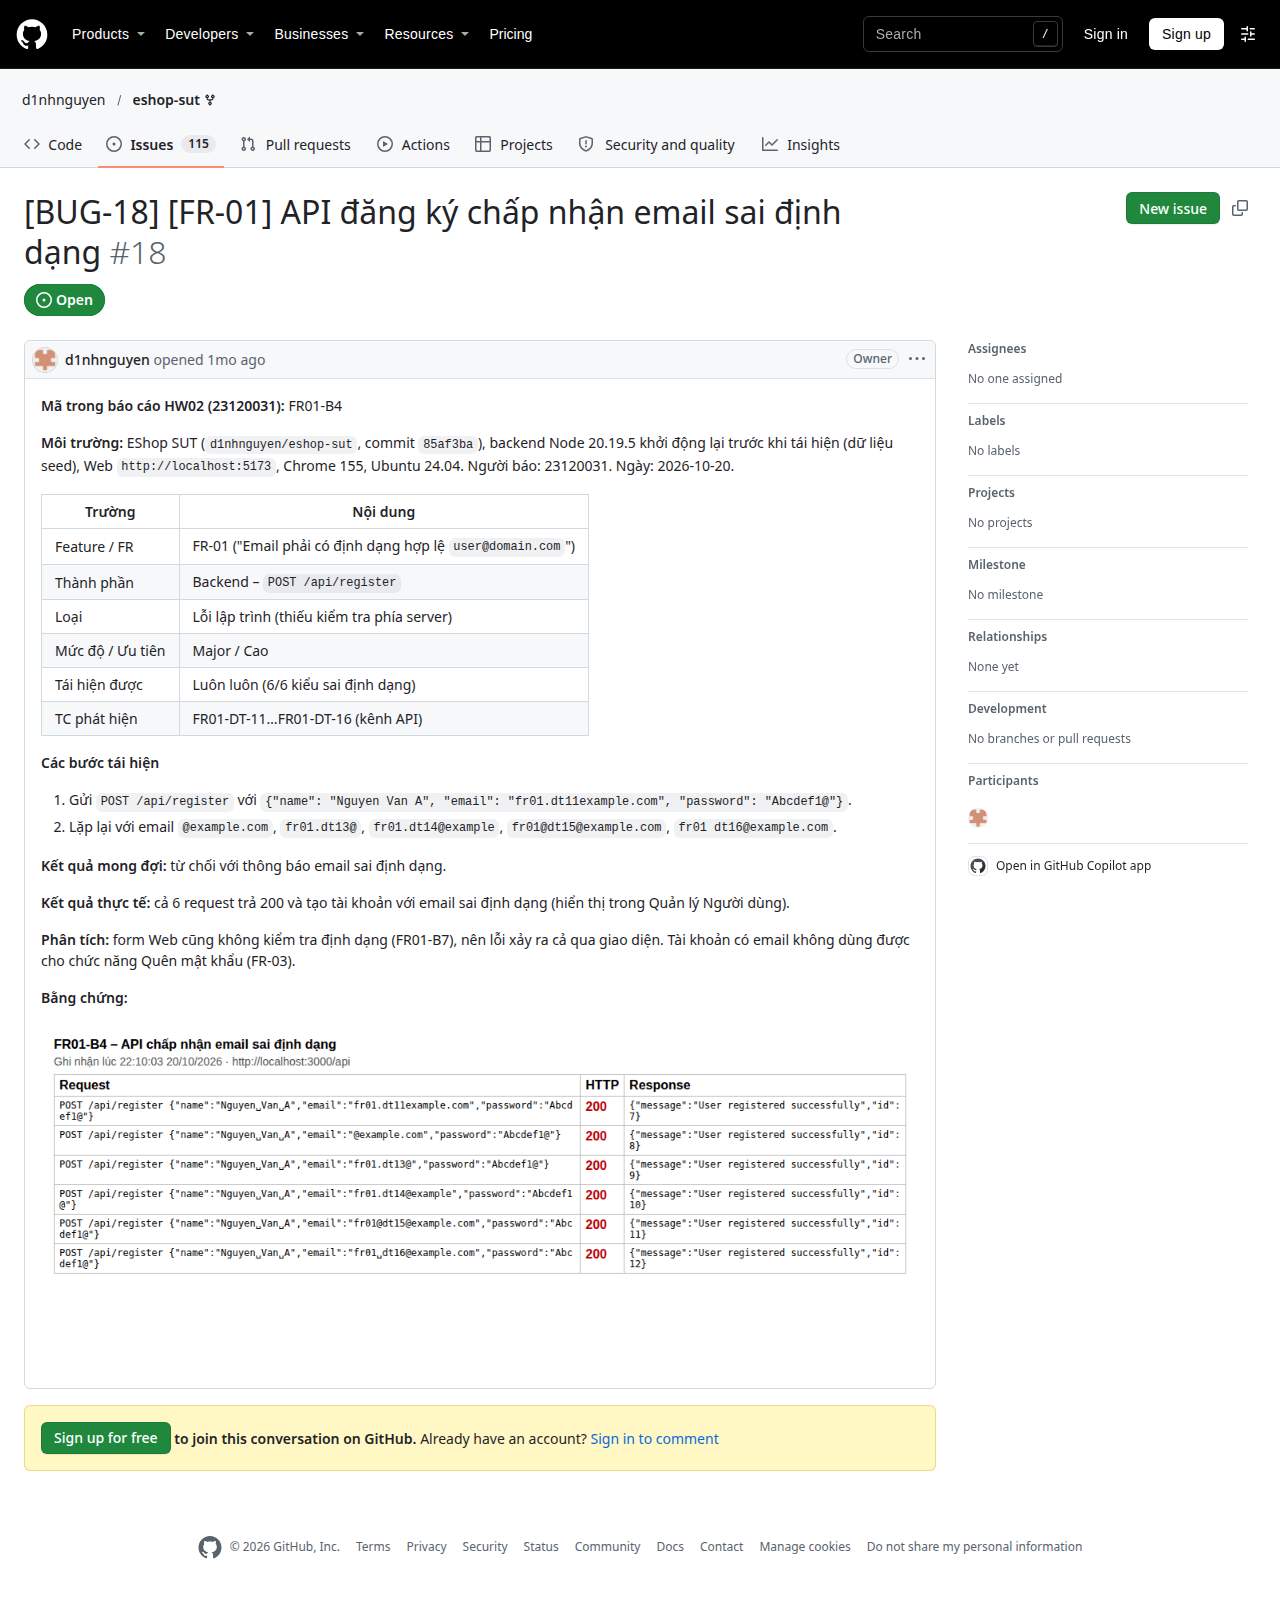 Products Developers Businesses Resources Pricing Search / Sign in Sign up
d1nhnguyen / eshop-sut
Code Issues 115 Pull requests Actions Projects Security and quality Insights
[BUG-18] [FR-01] API đăng ký chấp nhận email sai định
dạng #18
New issue
Open
d1nhnguyen opened 1mo ago Owner
Mã trong báo cáo HW02 (23120031): FR01-B4
Môi trường: EShop SUT ( d1nhnguyen/eshop-sut , commit 85af3ba ), backend Node 20.19.5 khởi động lại trước khi tái hiện (dữ liệu
seed), Web http://localhost:5173 , Chrome 155, Ubuntu 24.04. Người báo: 23120031. Ngày: 2026-10-20.
Trường Nội dung
Feature / FR FR-01 ("Email phải có định dạng hợp lệ user@domain.com ")
Thành phần Backend – POST /api/register
Loại Lỗi lập trình (thiếu kiểm tra phía server)
Mức độ / Ưu tiên Major / Cao
Tái hiện được Luôn luôn (6/6 kiểu sai định dạng)
TC phát hiện FR01-DT-11…FR01-DT-16 (kênh API)
Các bước tái hiện
1. Gửi POST /api/register với {"name": "Nguyen Van A", "email": "fr01.dt11example.com", "password": "Abcdef1@"} .
2. Lặp lại với email @example.com , fr01.dt13@ , fr01.dt14@example , fr01@dt15@example.com , fr01 dt16@example.com .
Kết quả mong đợi: từ chối với thông báo email sai định dạng.
Kết quả thực tế: cả 6 request trả 200 và tạo tài khoản với email sai định dạng (hiển thị trong Quản lý Người dùng).
Phân tích: form Web cũng không kiểm tra định dạng (FR01-B7), nên lỗi xảy ra cả qua giao diện. Tài khoản có email không dùng được
cho chức năng Quên mật khẩu (FR-03).
Bằng chứng:
FR01-B4 – API chấp nhận email sai định dạng
Ghi nhận lúc 22:10:03 20/10/2026 · http://localhost:3000/api
Request HTTP Response
POST /api/register {"name":"Nguyen␣Van␣A","email":"fr01.dt11example.com","password":"Abcd
ef1@"} 200 {"message":"User registered successfully","id":
7}
POST /api/register {"name":"Nguyen␣Van␣A","email":"@example.com","password":"Abcdef1@"} 200 {"message":"User registered successfully","id":
8}
POST /api/register {"name":"Nguyen␣Van␣A","email":"fr01.dt13@","password":"Abcdef1@"} 200 {"message":"User registered successfully","id":
9}
POST /api/register {"name":"Nguyen␣Van␣A","email":"fr01.dt14@example","password":"Abcdef1
@"} 200 {"message":"User registered successfully","id":
10}
POST /api/register {"name":"Nguyen␣Van␣A","email":"fr01@dt15@example.com","password":"Abc
def1@"} 200 {"message":"User registered successfully","id":
11}
POST /api/register {"name":"Nguyen␣Van␣A","email":"fr01␣dt16@example.com","password":"Abc
def1@"} 200 {"message":"User registered successfully","id":
12}
Assignees
No one assigned
Labels
No labels
Projects
No projects
Milestone
No milestone
Relationships
None yet
Development
No branches or pull requests
Participants
Open in GitHub Copilot app
Sign up for free to join this conversation on GitHub. Already have an account? Sign in to comment
© 2026 GitHub, Inc. Terms Privacy Security Status Community Docs Contact Manage cookies Do not share my personal information